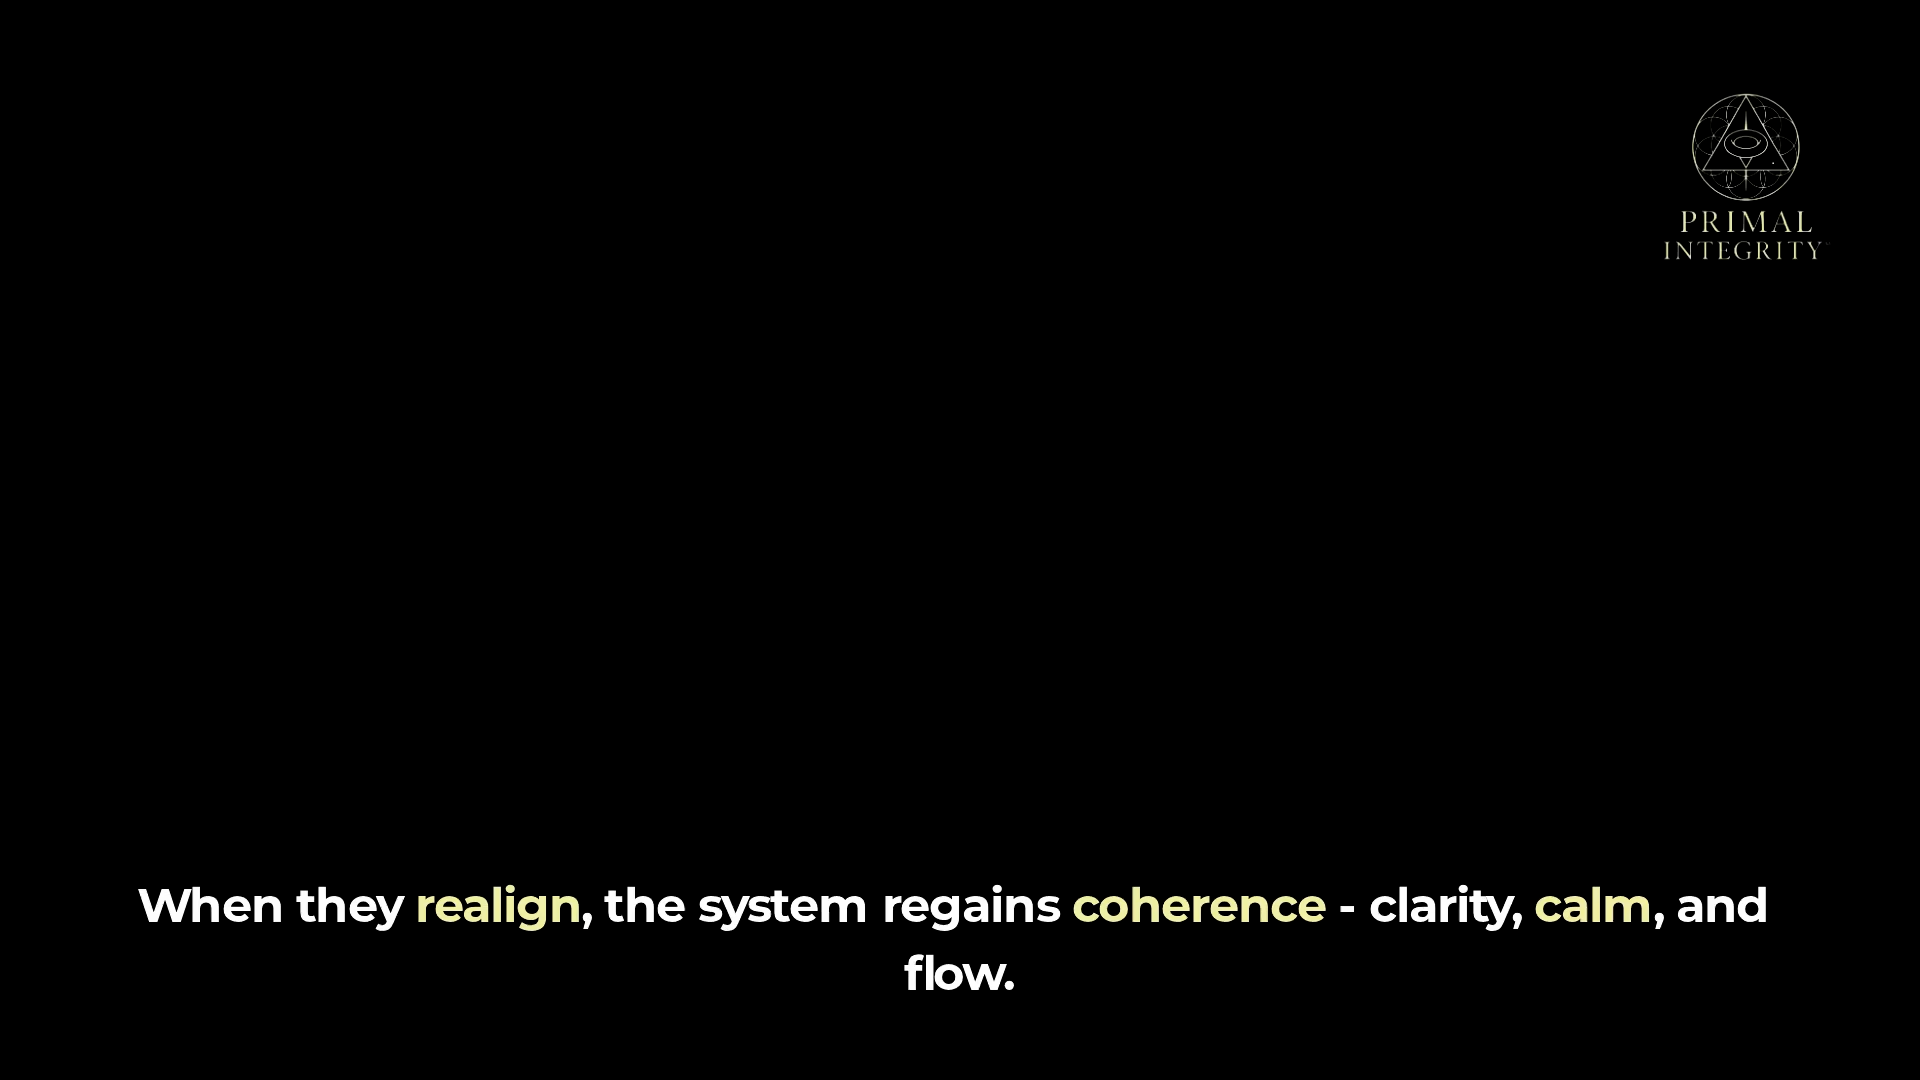 PRIMAL
INTEGRITY
When they realign, the system regains coherence - clarity, calm, and
flow.